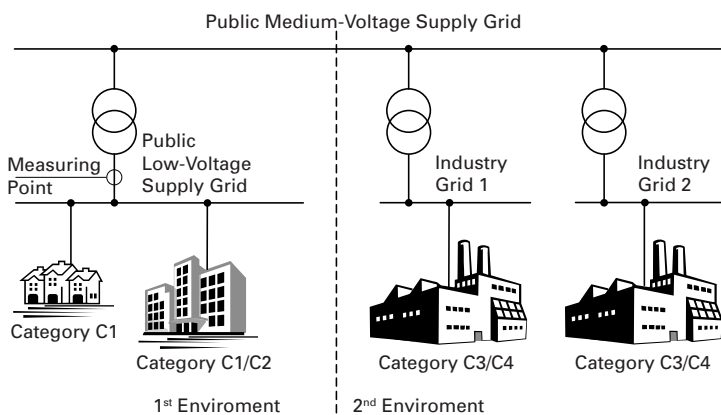 Public Medium-Voltage Supply Grid
Public
Low-Voltage
Supply Grid
Measuring
Point
Industry
Grid 1
Industry
Grid 2
Category C1
Category C1/C2
Category C3/C4
Category C3/C4
1st Enviroment
2nd Enviroment